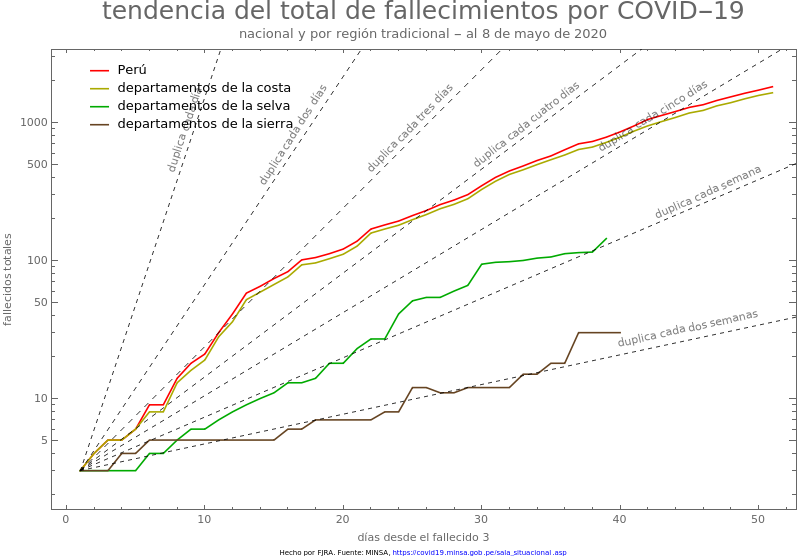 tendencia del total de fallecimientos por COVID−19
nacional y por región tradicional − al 8 de mayo de 2020
Perú
departamentos de la costa
departamentos de la selva
departamentos de la sierra
duplica cada día
duplica cada dos días
duplica cada tres días
duplica cada cuatro días
duplica cada cinco días
duplica cada semana
duplica cada dos semanas
fallecidos totales
1000
500
100
50
10
5
0 10 20 30 40 50
días desde el fallecido 3
Hecho por FJRA. Fuente: MINSA, https://covid19.minsa.gob.pe/sala_situacional.asp